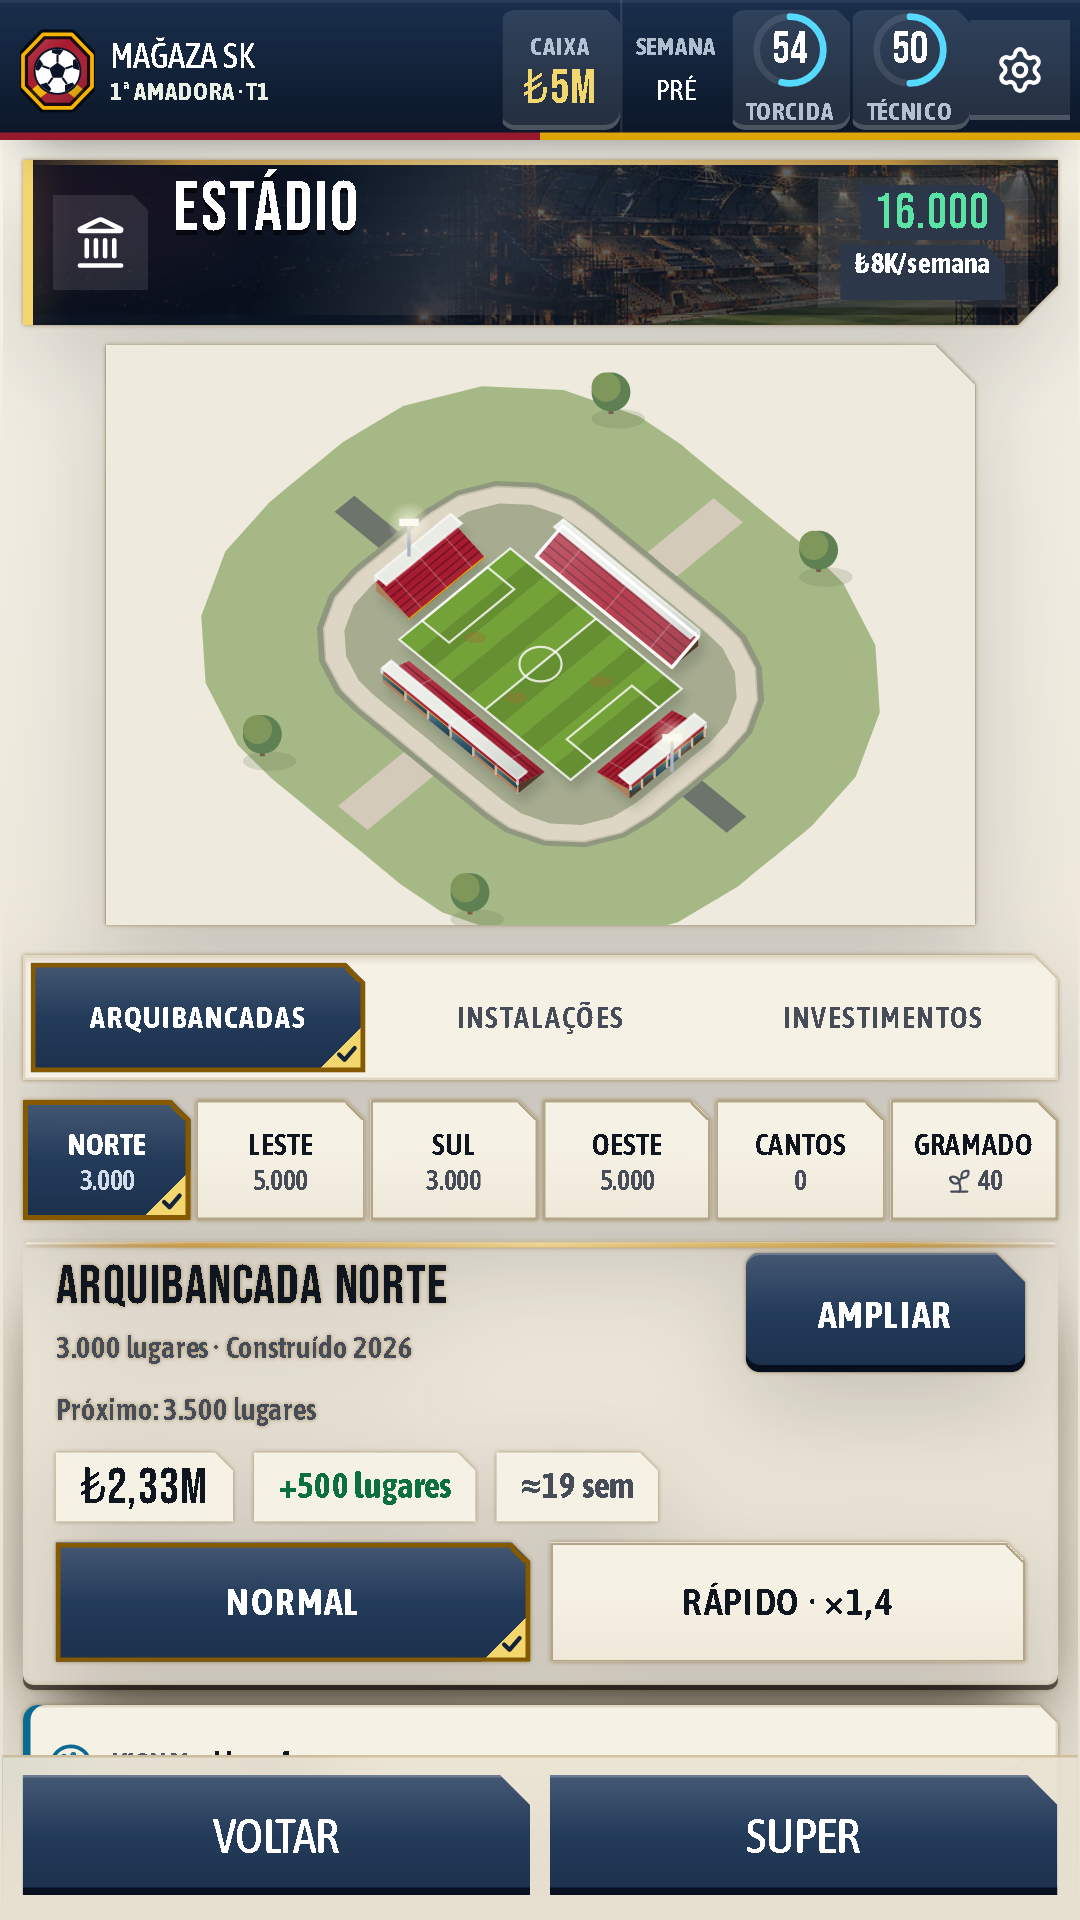 MAĞAZA SK
1ª AMADORA · T1
CAIXA
₺5M
SEMANA
PRÉ
54
TORCIDA
50
TÉCNICO
ESTÁDIO
16.000
₺8K/semana
ARQUIBANCADAS
INSTALAÇÕES
INVESTIMENTOS
NORTE
3.000
LESTE
5.000
SUL
3.000
OESTE
5.000
CANTOS
0
GRAMADO
40
ARQUIBANCADA NORTE
AMPLIAR
3.000 lugares · Construído 2026
Próximo: 3.500 lugares
₺2,33M
+500 lugares
≈19 sem
NORMAL
RÁPIDO · ×1,4
VOLTAR
SUPER